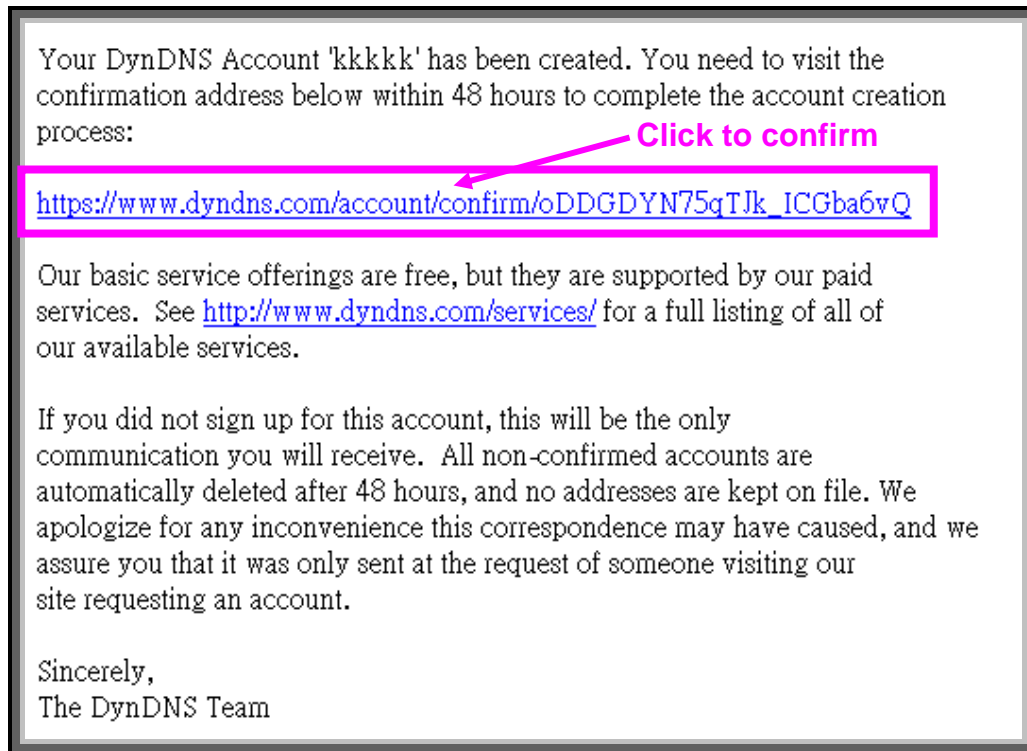 Your DynDNS Account 'kkkkk' has been created. You need to visit the
confirmation address below within 48 hours to complete the account creation
process:
Click to confirm
https://www.dyndns.com/account/confirm/oDDGDYN75qTJk_ICGba6vQ
Our basic service offerings are free, but they are supported by our paid
services.  See http://www.dyndns.com/services/ for a full listing of all of
our available services.
If you did not sign up for this account, this will be the only
communication you will receive.  All non-confirmed accounts are
automatically deleted after 48 hours, and no addresses are kept on file. We
apologize for any inconvenience this correspondence may have caused, and we
assure you that it was only sent at the request of someone visiting our
site requesting an account.
Sincerely,
The DynDNS Team